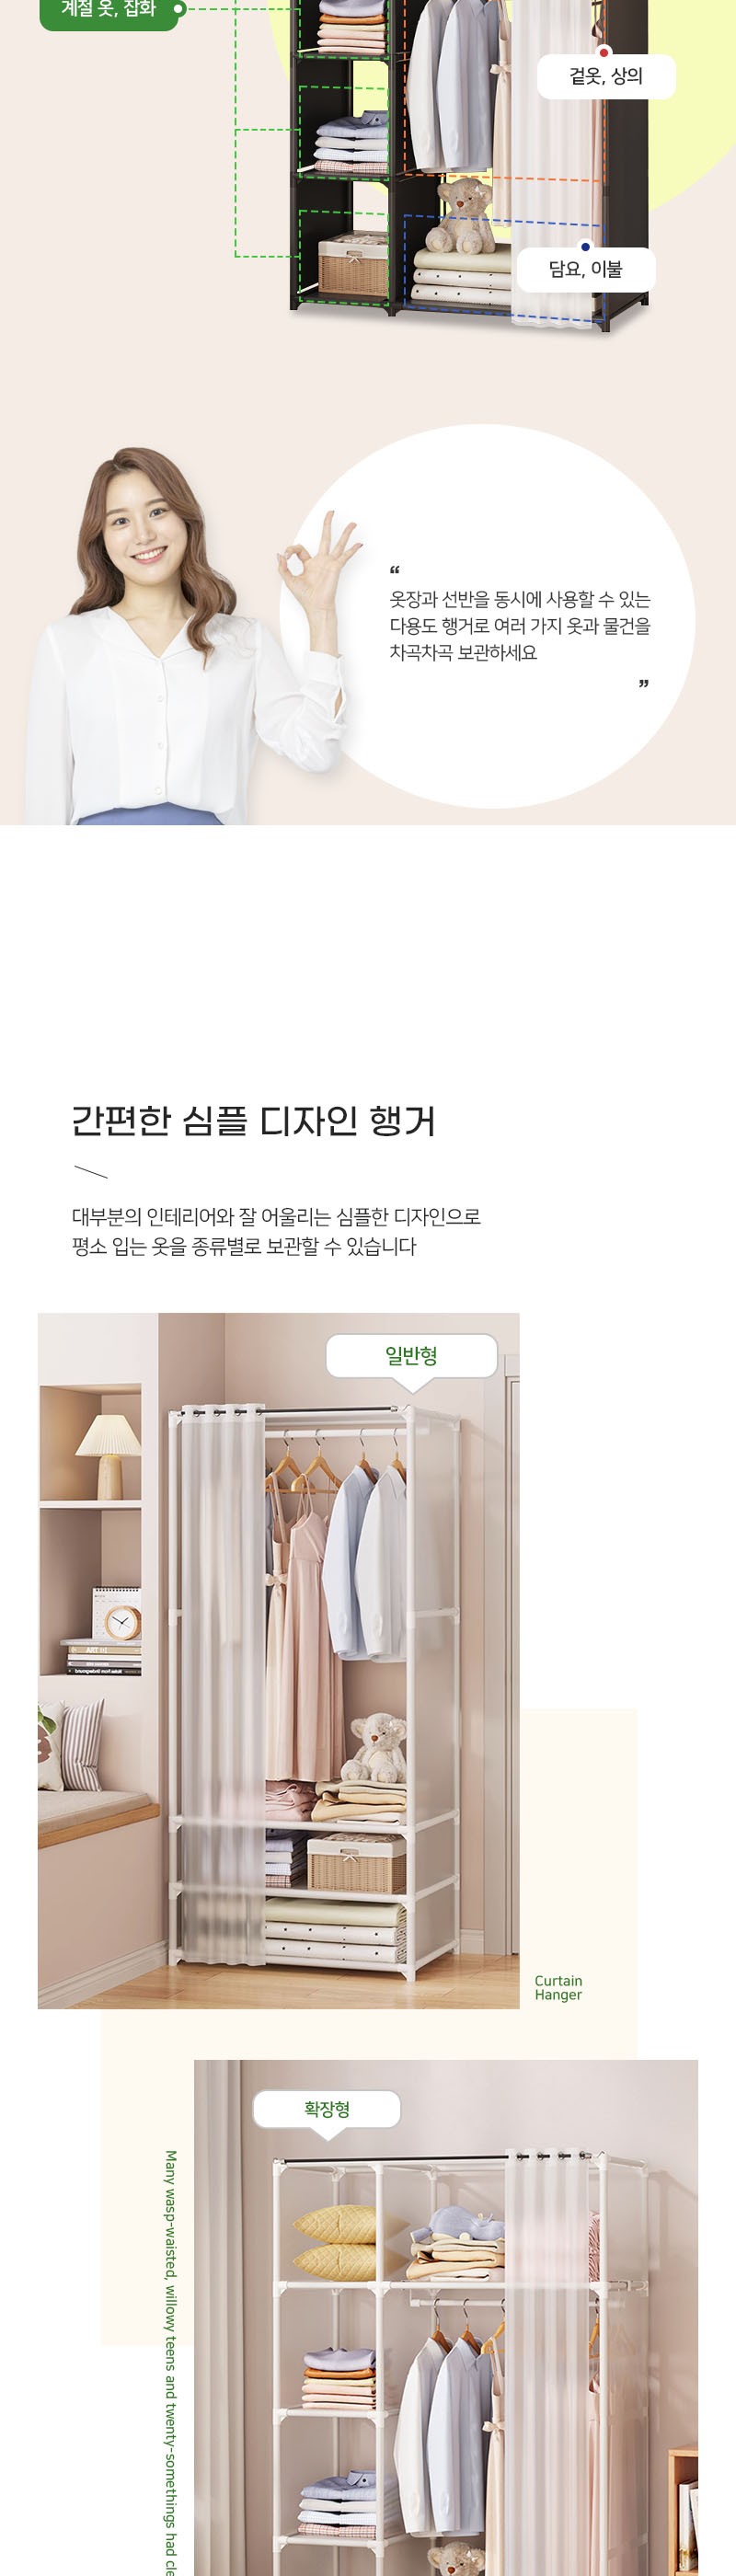 계절 옷, 잡화
겉옷, 상의
담요, 이불
“
옷장과 선반을 동시에 사용할 수 있는
다용도 행거로 여러 가지 옷과 물건을
차곡차곡 보관하세요
”
간편한 심플 디자인 행거
대부분의 인테리어와 잘 어울리는 심플한 디자인으로
평소 입는 옷을 종류별로 보관할 수 있습니다
일반형
Curtain
Hanger
확장형
Many wasp-waisted, willowy teens and twenty-somethings had cle